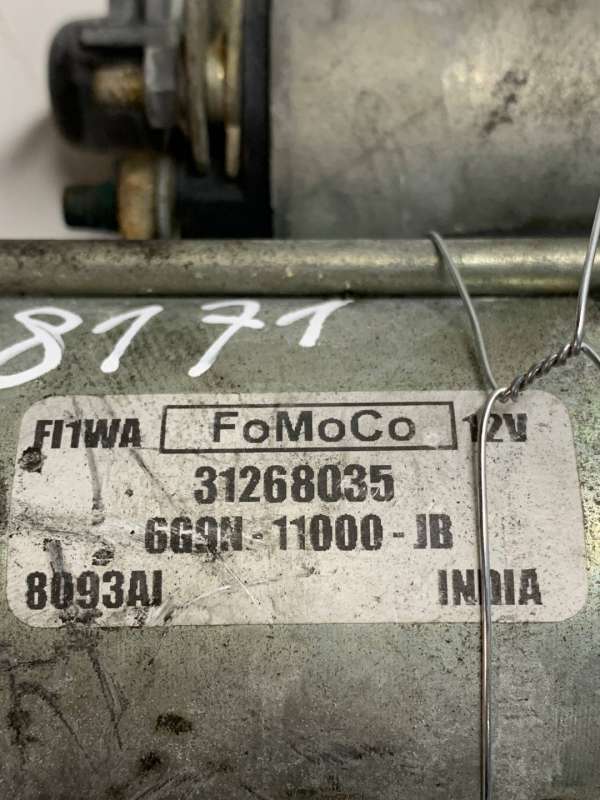 8171
FI1WA FoMoCo 12V
31268035
6G9N - 11000 - JB
8093AI INDIA